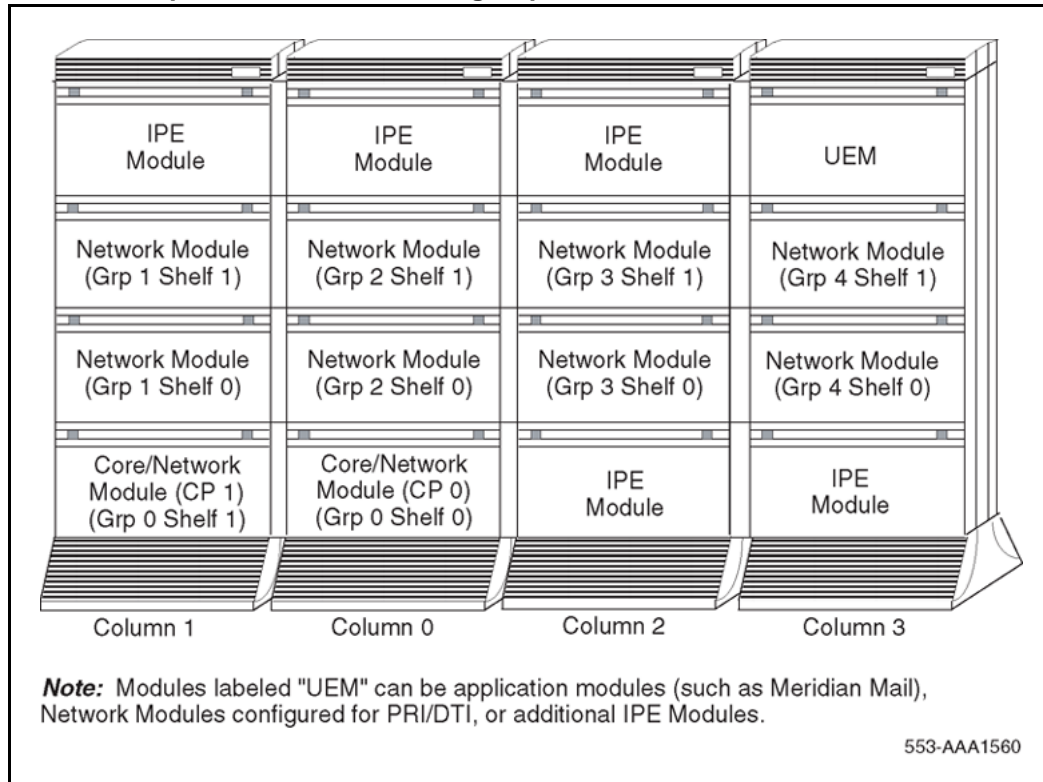 IPE
Module
IPE
Module
IPE
Module
UEM
Network Module
(Grp 1 Shelf 1)
Network Module
(Grp 2 Shelf 1)
Network Module
(Grp 3 Shelf 1)
Network Module
(Grp 4 Shelf 1)
Network Module
(Grp 1 Shelf 0)
Network Module
(Grp 2 Shelf 0)
Network Module
(Grp 3 Shelf 0)
Network Module
(Grp 4 Shelf 0)
Core/Network
Module (CP 1)
(Grp 0 Shelf 1)
Core/Network
Module (CP 0)
(Grp 0 Shelf 0)
IPE
Module
IPE
Module
Column 1
Column 0
Column 2
Column 3
Note: Modules labeled "UEM" can be application modules (such as Meridian Mail),
Network Modules configured for PRI/DTI, or additional IPE Modules.
553-AAA1560